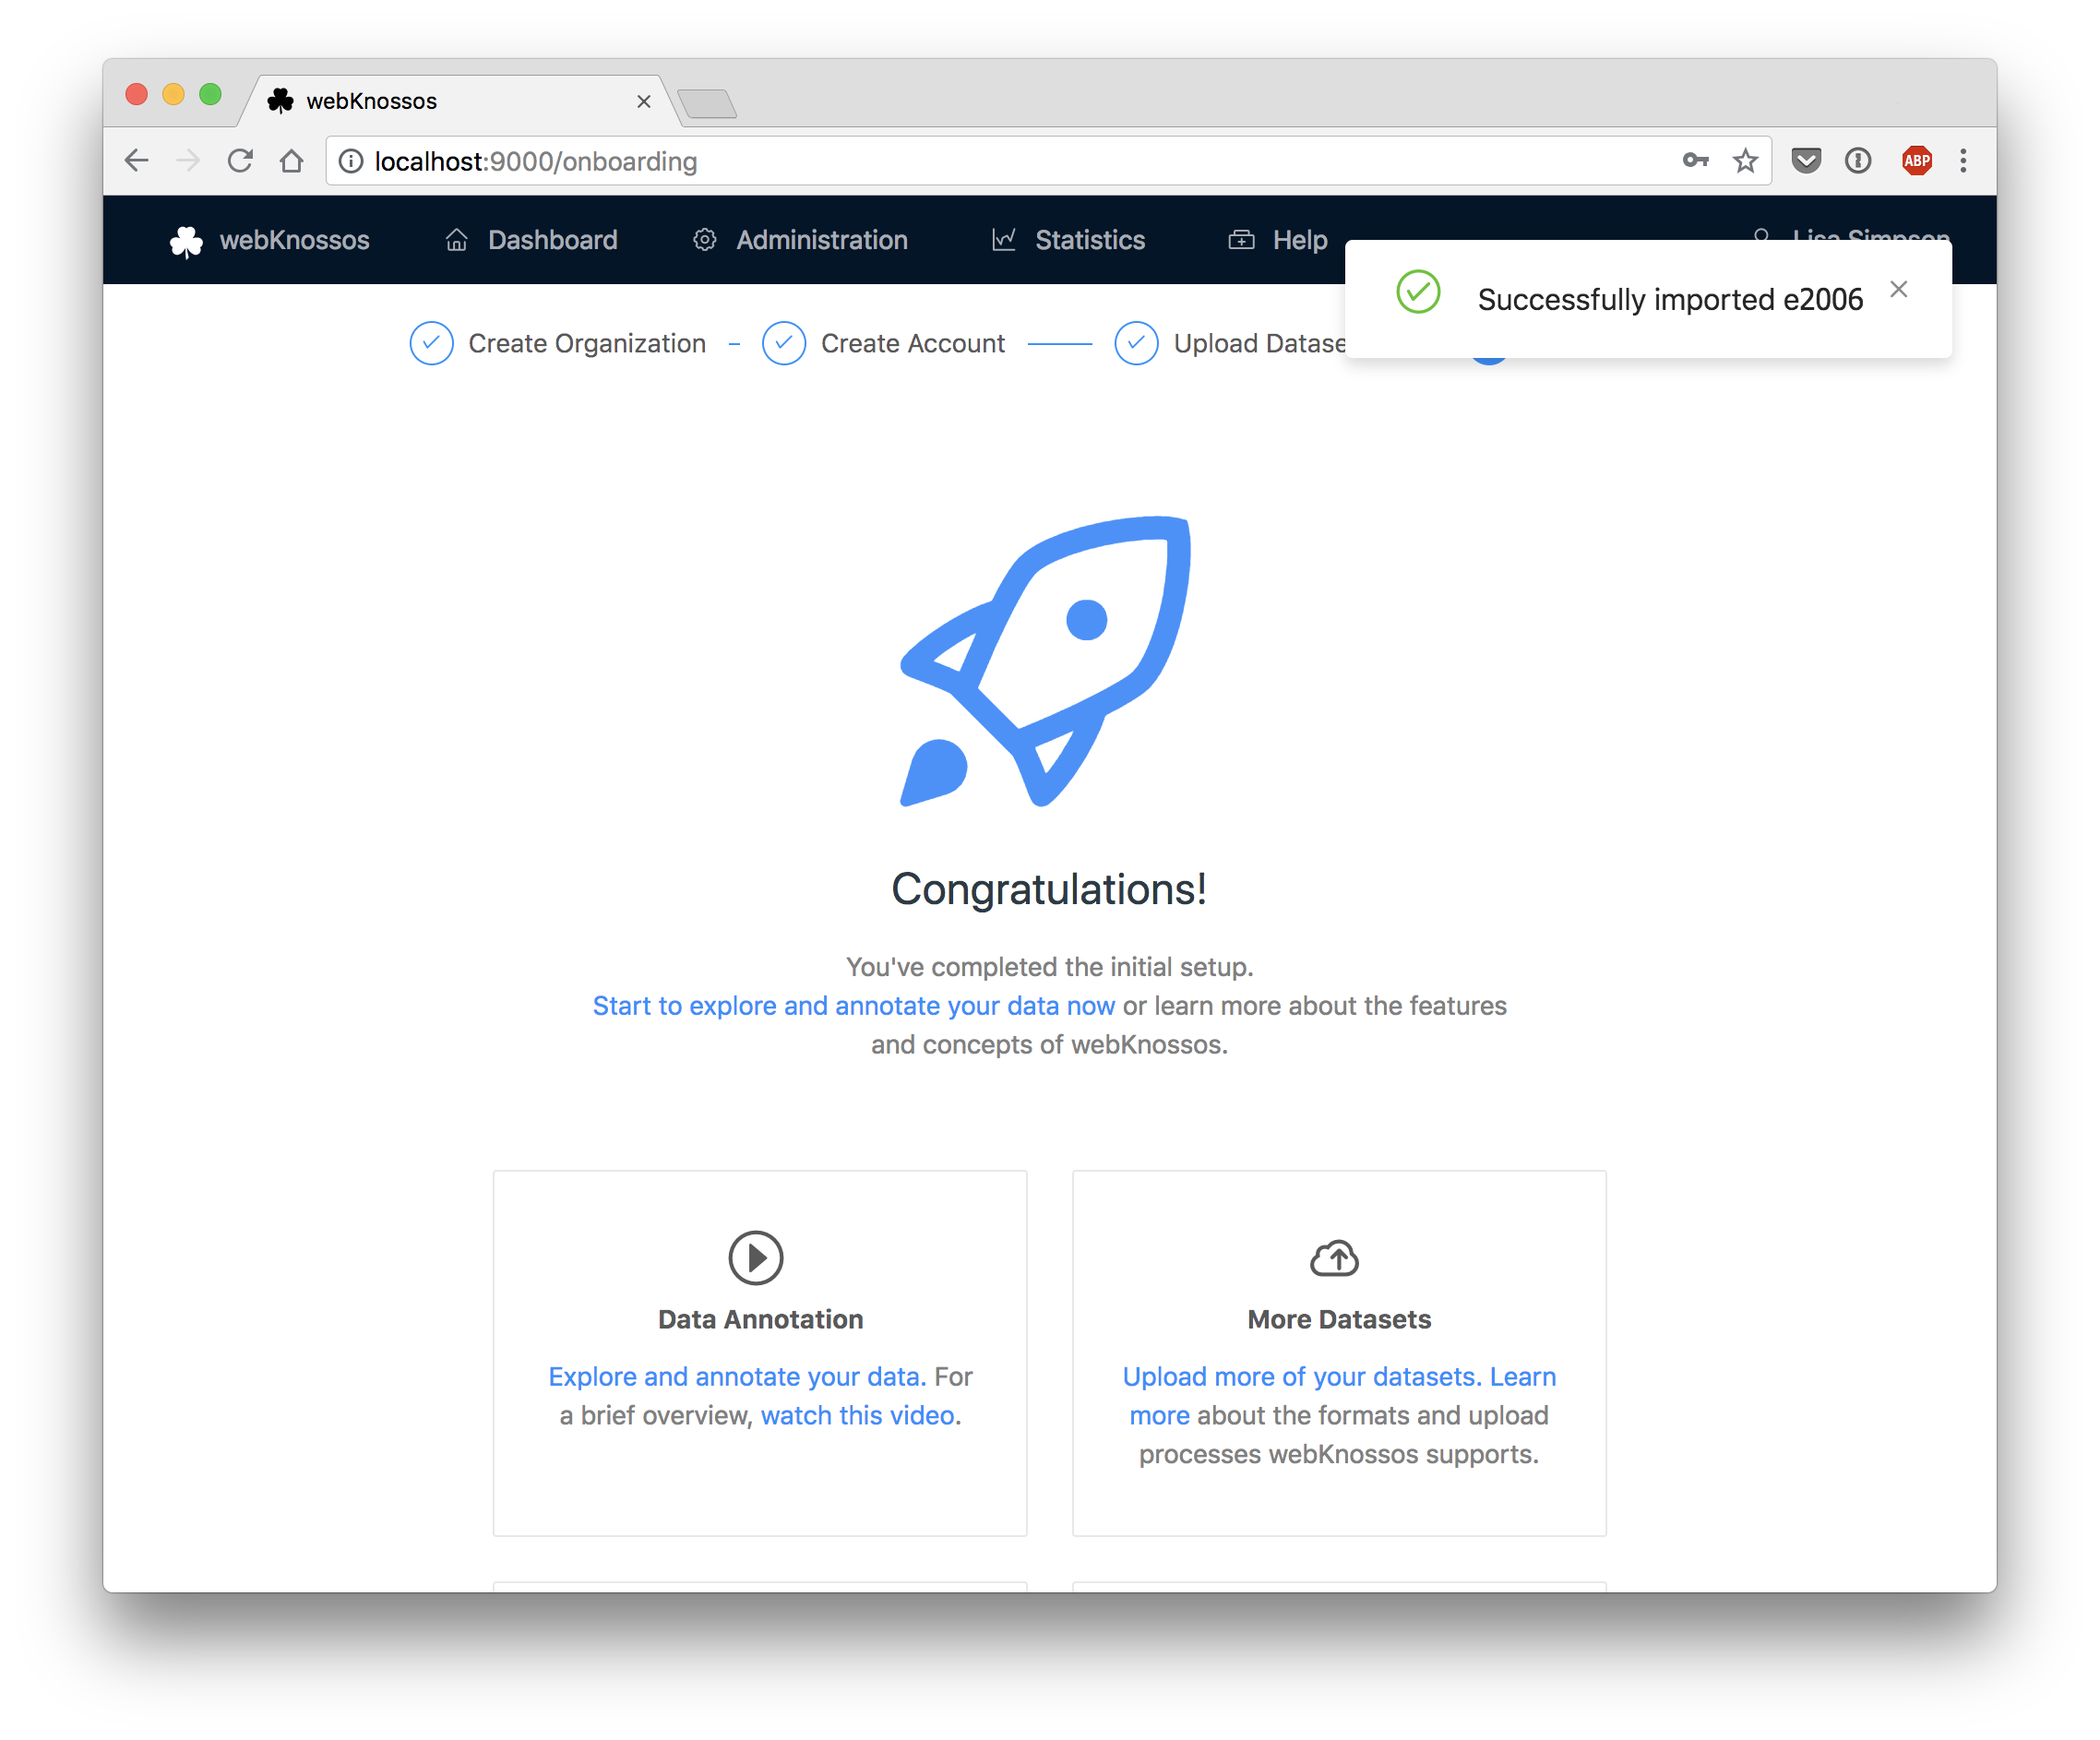 webKnossos
localhost:9000/onboarding
ABP
webKnossos Dashboard Administration Statistics Help Lisa Simpson
Successfully imported e2006
Create Organization Create Account Upload Datase
Congratulations!
You've completed the initial setup.
Start to explore and annotate your data now or learn more about the features
and concepts of webKnossos.
Data Annotation
Explore and annotate your data. For
a brief overview, watch this video.
More Datasets
Upload more of your datasets. Learn
more about the formats and upload
processes webKnossos supports.